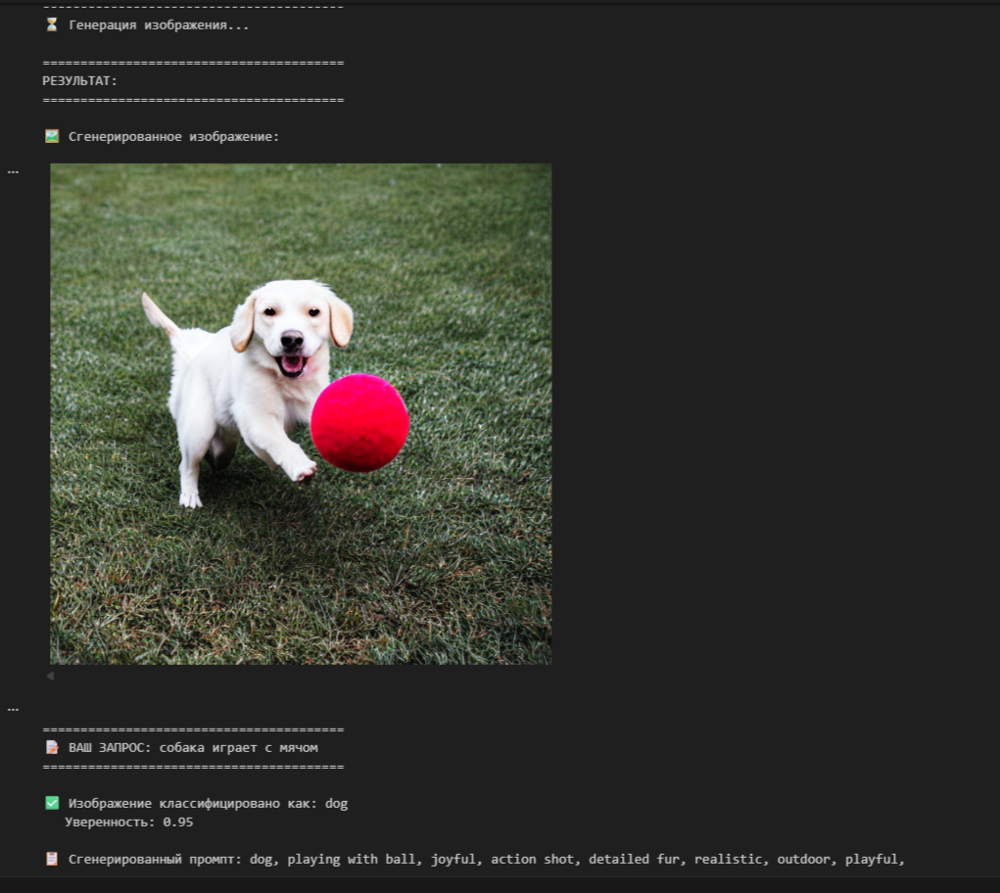 ----------------------------------------
⏳ Генерация изображения...
========================================
РЕЗУЛЬТАТ:
========================================
🖼️ Сгенерированное изображение:
...
...
========================================
📝 ВАШ ЗАПРОС: собака играет с мячом
========================================
✅ Изображение классифицировано как: dog
Уверенность: 0.95
📋 Сгенерированный промпт: dog, playing with ball, joyful, action shot, detailed fur, realistic, outdoor, playful,